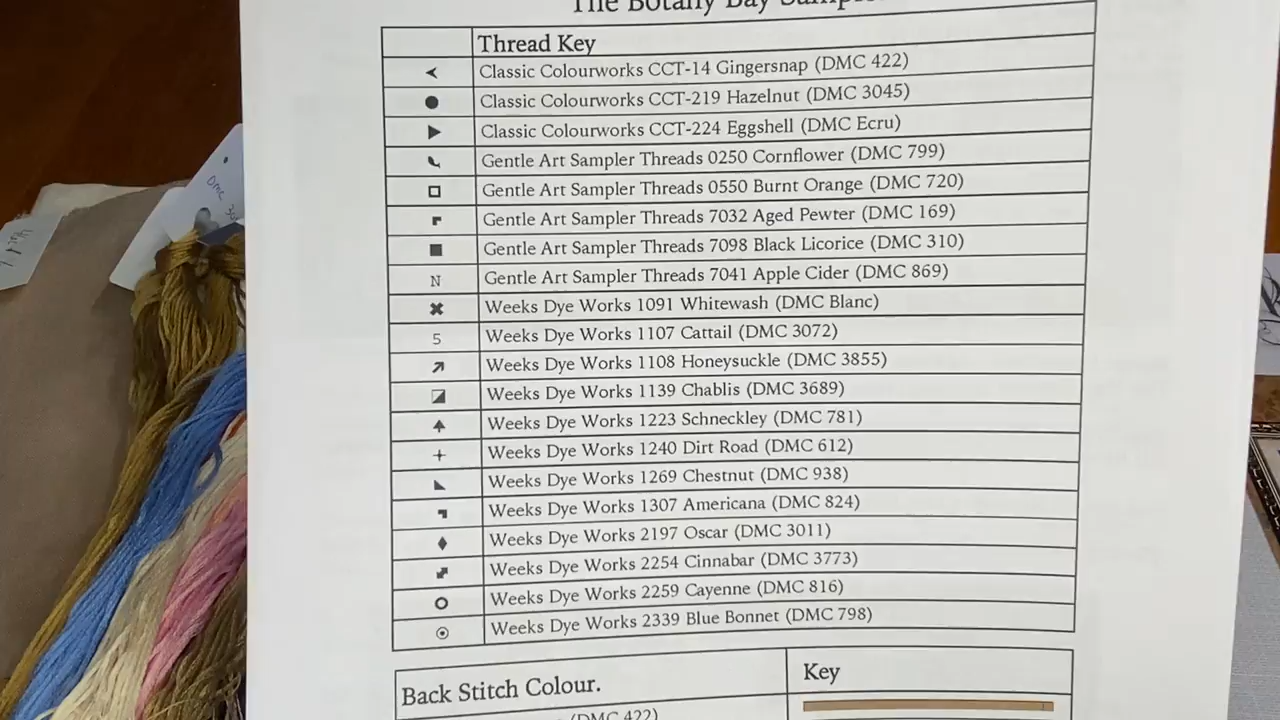 The Botany Bay
Thread Key
Classic Colourworks CCT-14 Gingersnap (DMC 422)
Classic Colourworks CCT-219 Hazelnut (DMC 3045)
Classic Colourworks CCT-224 Eggshell (DMC Ecru)
Gentle Art Sampler Threads 0250 Cornflower (DMC 799)
Gentle Art Sampler Threads 0550 Burnt Orange (DMC 720)
Gentle Art Sampler Threads 7032 Aged Pewter (DMC 169)
Gentle Art Sampler Threads 7098 Black Licorice (DMC 310)
N Gentle Art Sampler Threads 7041 Apple Cider (DMC 869)
Weeks Dye Works 1091 Whitewash (DMC Blanc)
5 Weeks Dye Works 1107 Cattail (DMC 3072)
Weeks Dye Works 1108 Honeysuckle (DMC 3855)
Weeks Dye Works 1139 Chablis (DMC 3689)
Weeks Dye Works 1223 Schneckley (DMC 781)
Weeks Dye Works 1240 Dirt Road (DMC 612)
Weeks Dye Works 1269 Chestnut (DMC 938)
Weeks Dye Works 1307 Americana (DMC 824)
Weeks Dye Works 2197 Oscar (DMC 3011)
Weeks Dye Works 2254 Cinnabar (DMC 3773)
Weeks Dye Works 2259 Cayenne (DMC 816)
Weeks Dye Works 2339 Blue Bonnet (DMC 798)
Back Stitch Colour. Key
(DMC 422)
DMC